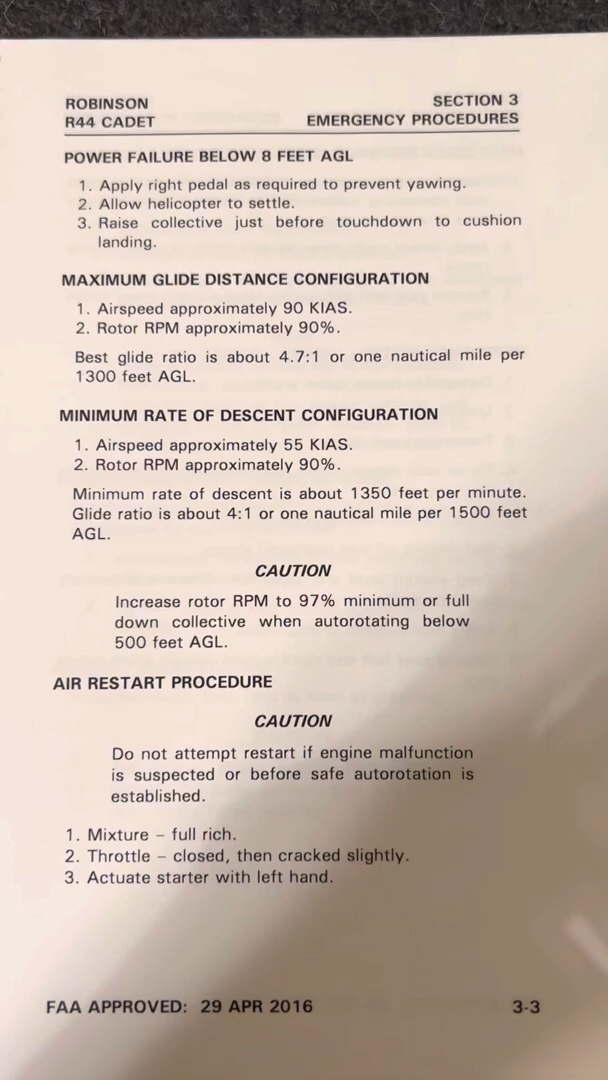 ROBINSON
R44 CADET
SECTION 3
EMERGENCY PROCEDURES
POWER FAILURE BELOW 8 FEET AGL
1. Apply right pedal as required to prevent yawing.
2. Allow helicopter to settle.
3. Raise collective just before touchdown to cushion
landing.
MAXIMUM GLIDE DISTANCE CONFIGURATION
1. Airspeed approximately 90 KIAS.
2. Rotor RPM approximately 90%.
Best glide ratio is about 4.7:1 or one nautical mile per
1300 feet AGL.
MINIMUM RATE OF DESCENT CONFIGURATION
1. Airspeed approximately 55 KIAS.
2. Rotor RPM approximately 90%.
Minimum rate of descent is about 1350 feet per minute.
Glide ratio is about 4:1 or one nautical mile per 1500 feet
AGL.
CAUTION
Increase rotor RPM to 97% minimum or full
down collective when autorotating below
500 feet AGL.
AIR RESTART PROCEDURE
CAUTION
Do not attempt restart if engine malfunction
is suspected or before safe autorotation is
established.
1. Mixture – full rich.
2. Throttle – closed, then cracked slightly.
3. Actuate starter with left hand.
FAA APPROVED: 29 APR 2016
3-3